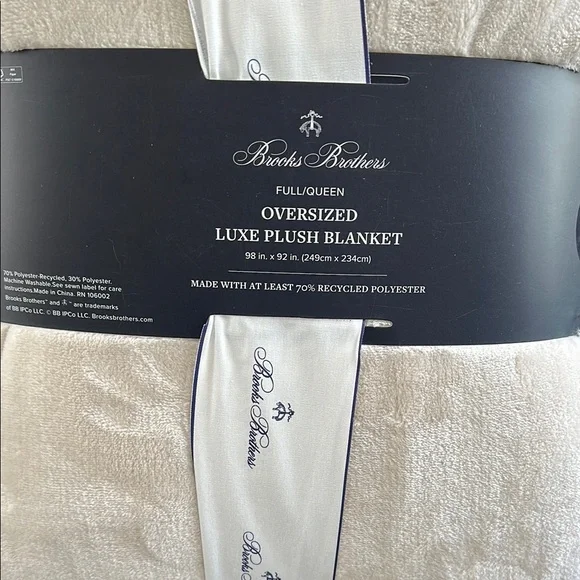 Brooks Brothers
FULL/QUEEN
OVERSIZED
LUXE PLUSH BLANKET
98 in. x 92 in. (249cm x 234cm)
MADE WITH AT LEAST 70% RECYCLED POLYESTER
70% Polyester-Recycled, 30% Polyester.
Machine Washable.See sewn label for care
Instructions.Made in China. RN 106002
Brooks Brothers™ and are trademarks
of BB IPCo LLC. © BB IPCo LLC. Brooksbrothers.com
Brooks Brothers
Brooks